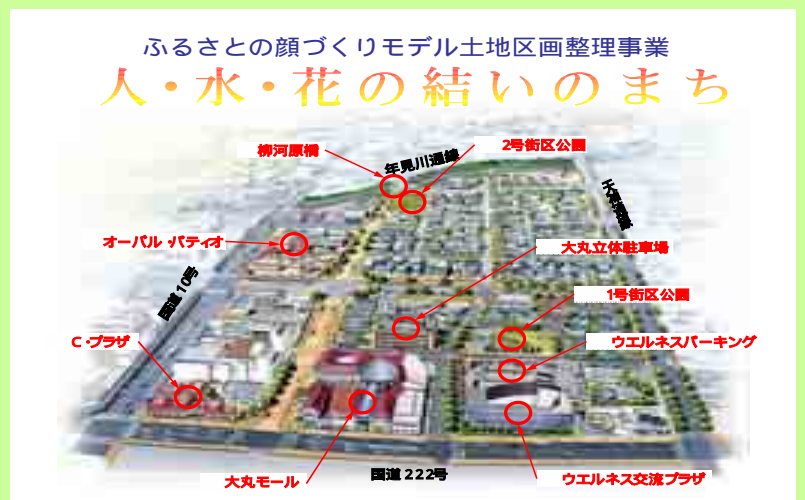 ふるさとの顔づくりモデル土地区画整理事業
人・水・花の結いのまち
柳河原橋
年見川通線
2号街区公園
オーバル・パティオ
大丸立体駐車場
国道10号
1号街区公園
C・プラザ
ウエルネスパーキング
大丸モール
国道222号
ウエルネス交流プラザ